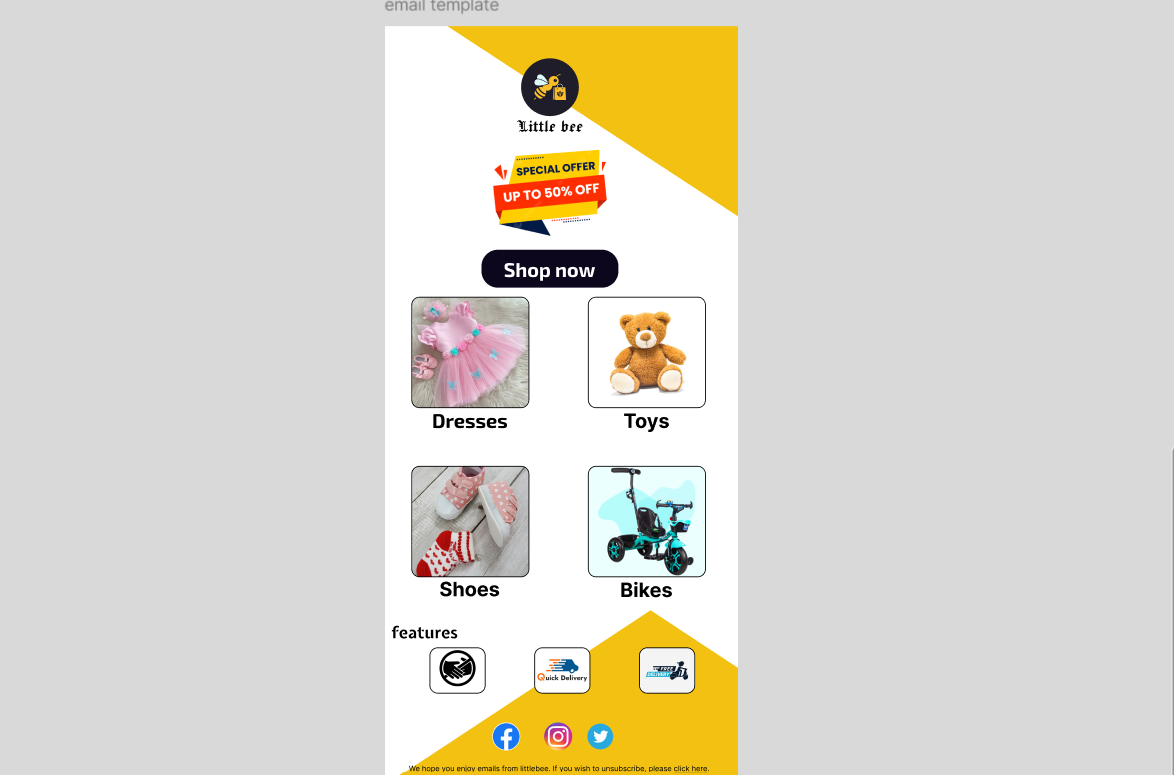 email template
Little bee
SPECIAL OFFER
UP TO 50% OFF
Shop now
Dresses
Toys
Shoes
Bikes
features
Quick Delivery
FREE
DELIVERY
We hope you enjoy emails from littlebee. If you wish to unsubscribe, please click here.